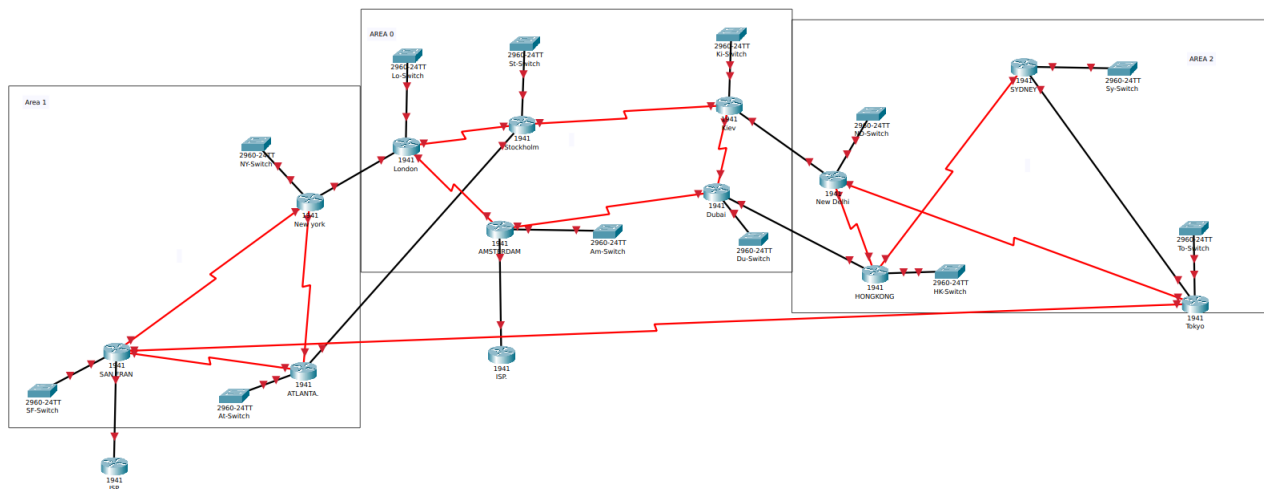 AREA 0
2960-24TT
Lo-Switch
2960-24TT
St-Switch
2960-24TT
Ki-Switch
AREA 2
1941
SYDNEY
2960-24TT
Sy-Switch
Area 1
2960-24TT
NY-Switch
1941
London
1941
Stockholm
1941
Kiev
2960-24TT
ND-Switch
1941
New york
1941
New Delhi
1941
Dubai
1941
AMSTERDAM
2960-24TT
Am-Switch
2960-24TT
Du-Switch
2960-24TT
To-Switch
1941
HONGKONG
2960-24TT
HK-Switch
1941
Tokyo
1941
SAN FRAN
1941
ISP.
1941
ATLANTA.
2960-24TT
SF-Switch
2960-24TT
At-Switch
1941
ISP